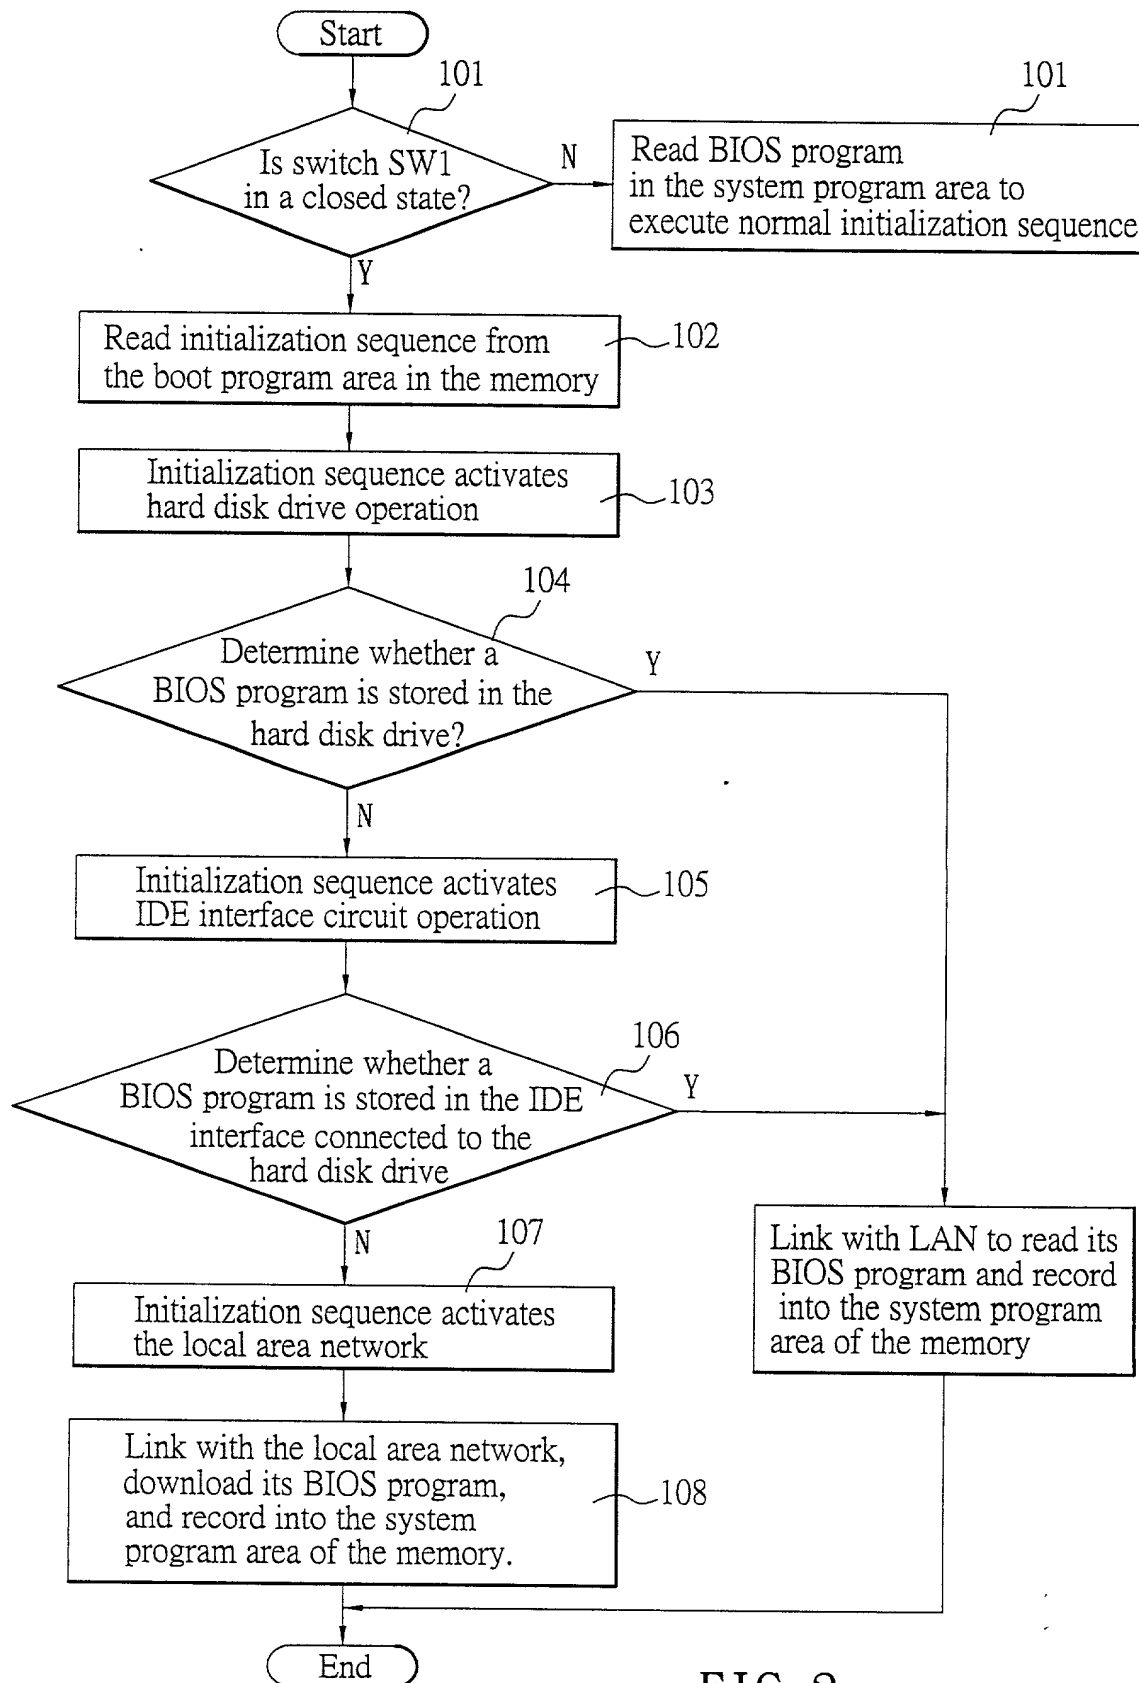 Start
101
101
Is switch SW1
in a closed state?
N
Read BIOS program
in the system program area to
execute normal initialization sequence
Y
Read initialization sequence from
the boot program area in the memory
102
Initialization sequence activates
hard disk drive operation
103
104
Determine whether a
BIOS program is stored in the
hard disk drive?
Y
N
Initialization sequence activates
IDE interface circuit operation
105
106
Determine whether a
BIOS program is stored in the IDE
interface connected to the
hard disk drive
Y
N
107
Initialization sequence activates
the local area network
Link with LAN to read its
BIOS program and record
into the system program
area of the memory
Link with the local area network,
download its BIOS program,
and record into the system
program area of the memory.
108
End
FIG 2